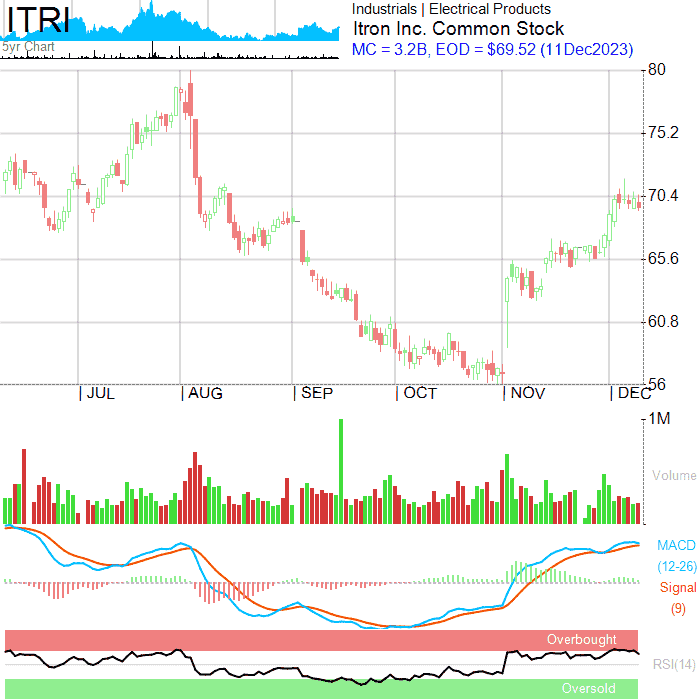 ITRI
5yr Chart
Industrials | Electrical Products
Itron Inc. Common Stock
MC = 3.2B, EOD = $69.52 (11Dec2023)
80
75.2
70.4
65.6
60.8
56
JUL AUG SEP OCT NOV DEC
1M
Volume
MACD
(12-26)
Signal
(9)
Overbought
RSI(14)
Oversold